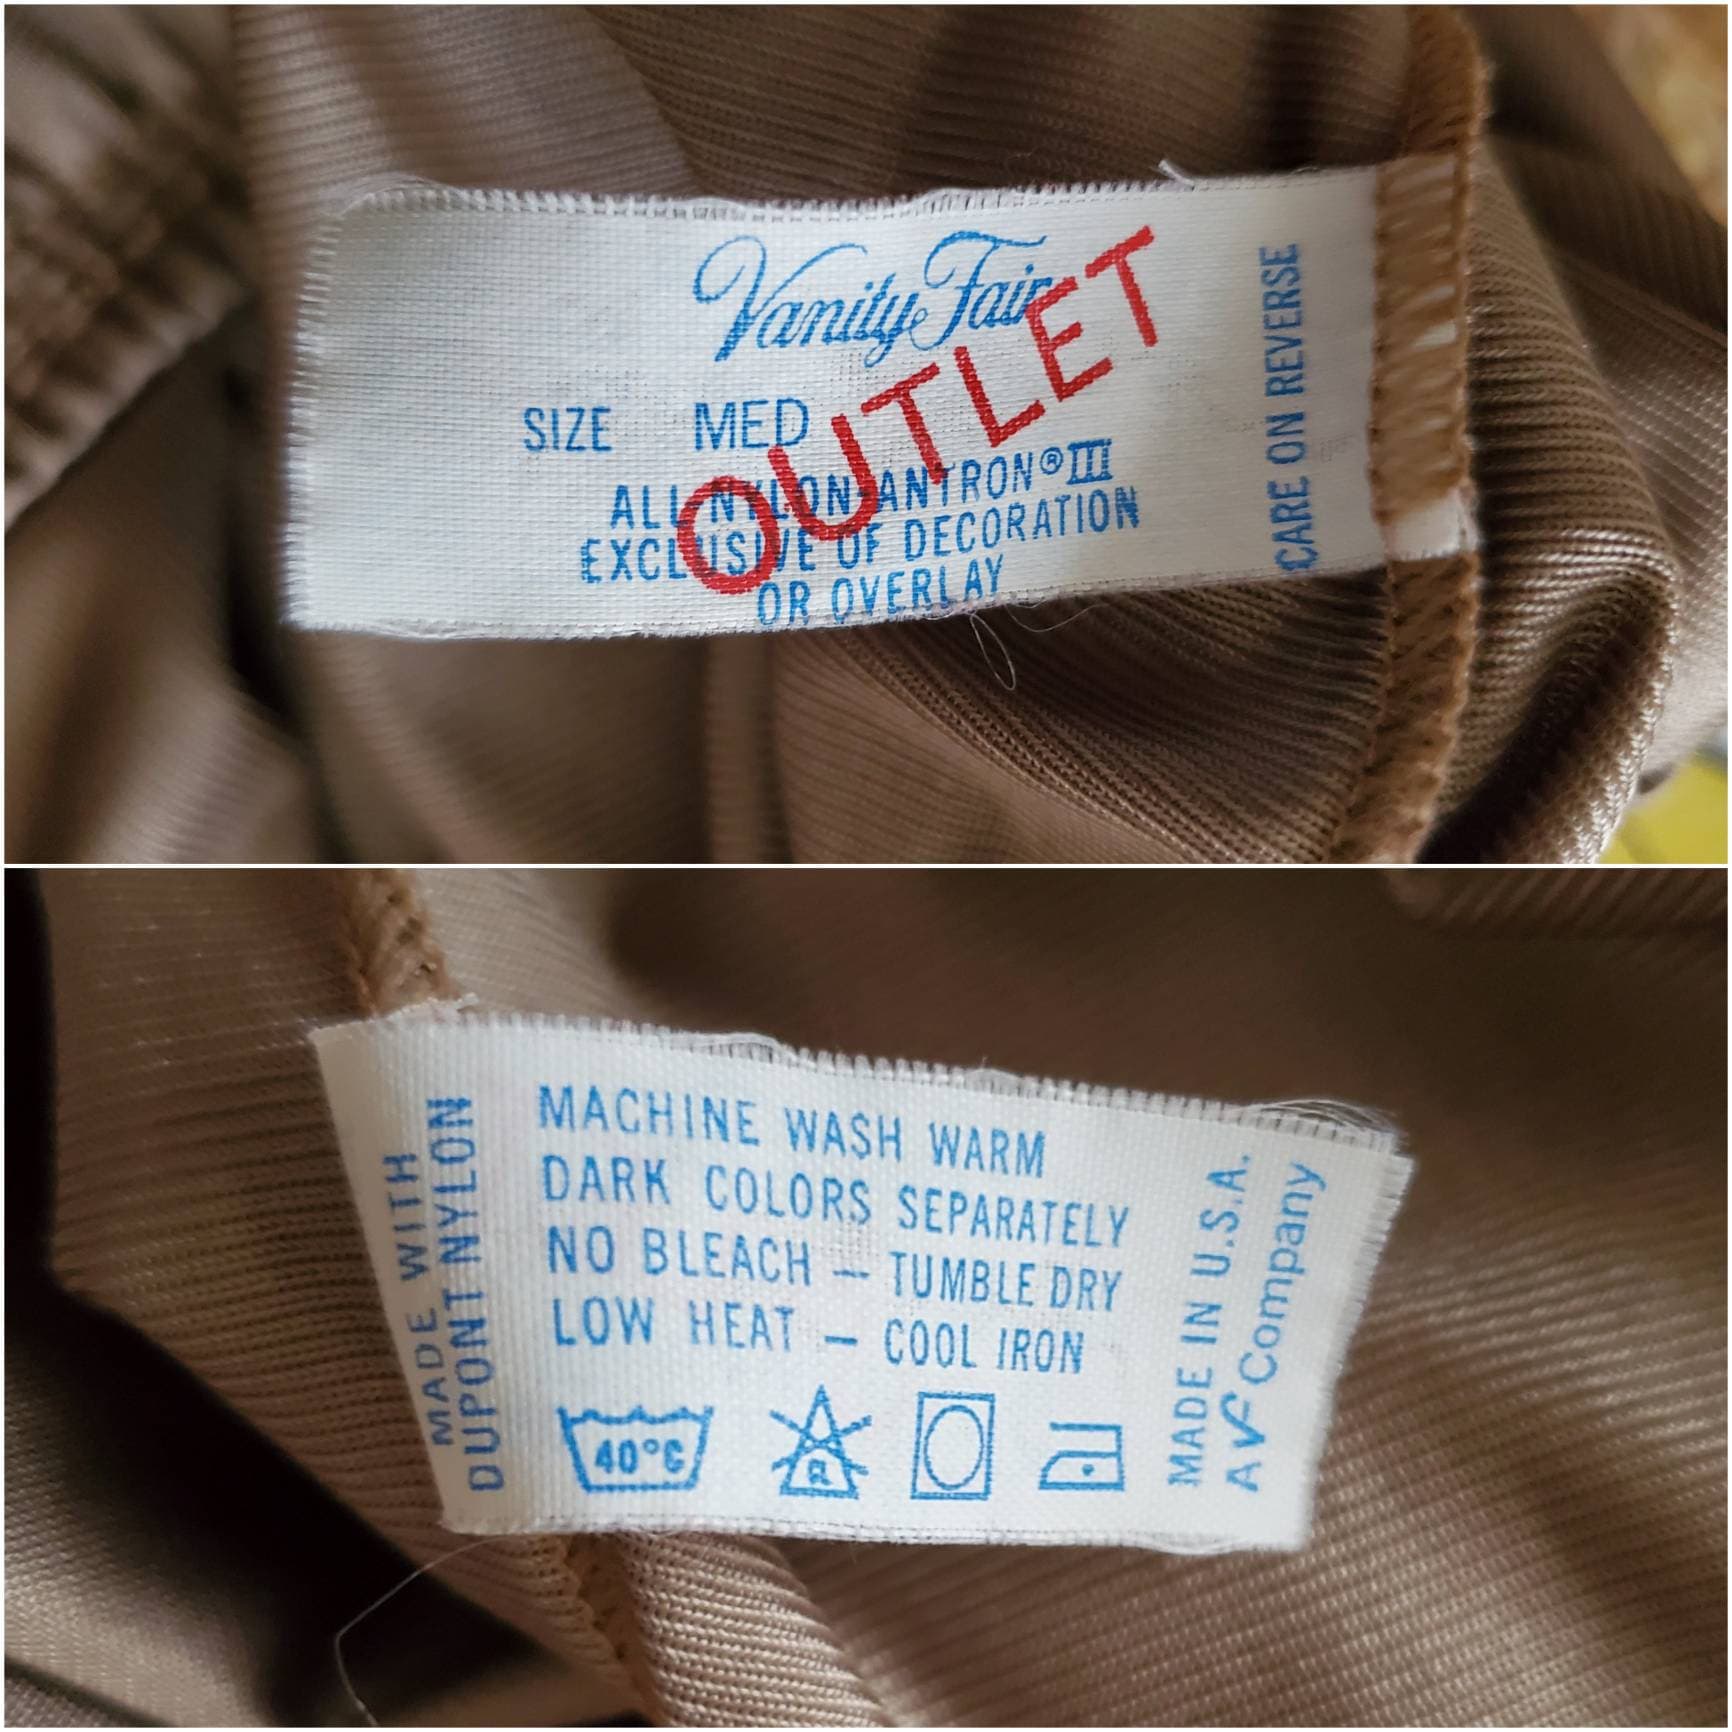 Vanity Fair
OUTLET
SIZE MED
ALL NYLON-ANTRON®III
EXCLUSIVE OF DECORATION
OR OVERLAY
CARE ON REVERSE
MADE WITH
DUPONT NYLON
MACHINE WASH WARM
DARK COLORS SEPARATELY
NO BLEACH – TUMBLE DRY
LOW HEAT – COOL IRON
40°C
R
MADE IN U.S.A.
A VF Company